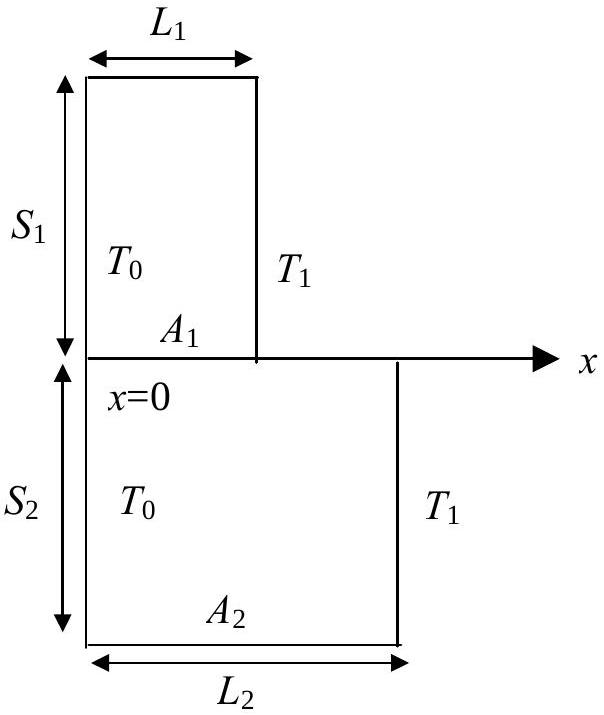 L₁
S₁
T₀
T₁
A₁
x
x=0
S₂
T₀
T₁
A₂
L₂